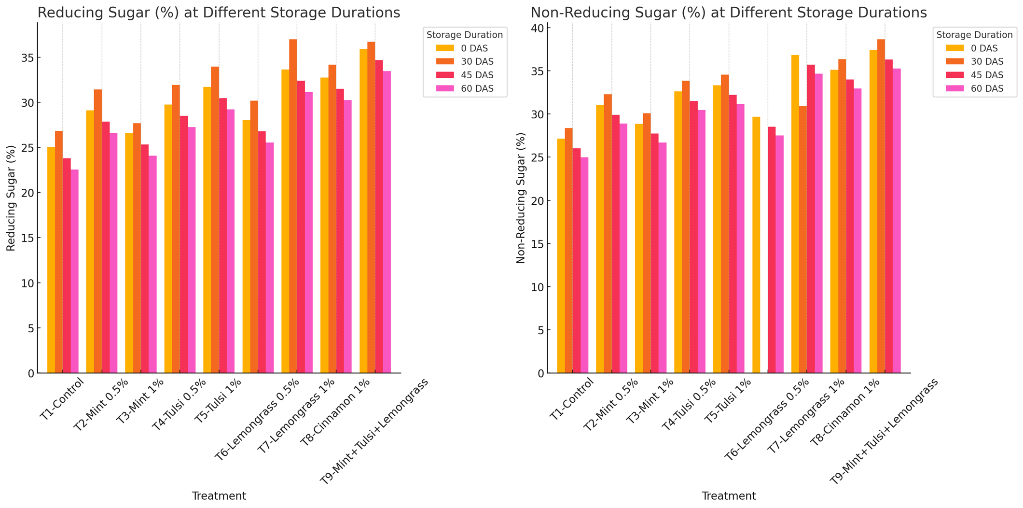 Reducing Sugar (%) at Different Storage Durations
Reducing Sugar (%)
35
30
25
20
15
10
5
0
T1-Control
T2-Mint 0.5%
T3-Mint 1%
T4-Tulsi 0.5%
T5-Tulsi 1%
T6-Lemongrass 0.5%
T7-Lemongrass 1%
T8-Cinnamon 1%
T9-Mint+Tulsi+Lemongrass
Treatment
Storage Duration
0 DAS
30 DAS
45 DAS
60 DAS
Non-Reducing Sugar (%) at Different Storage Durations
Non-Reducing Sugar (%)
40
35
30
25
20
15
10
5
0
T1-Control
T2-Mint 0.5%
T3-Mint 1%
T4-Tulsi 0.5%
T5-Tulsi 1%
T6-Lemongrass 0.5%
T7-Lemongrass 1%
T8-Cinnamon 1%
T9-Mint+Tulsi+Lemongrass
Treatment
Storage Duration
0 DAS
30 DAS
45 DAS
60 DAS